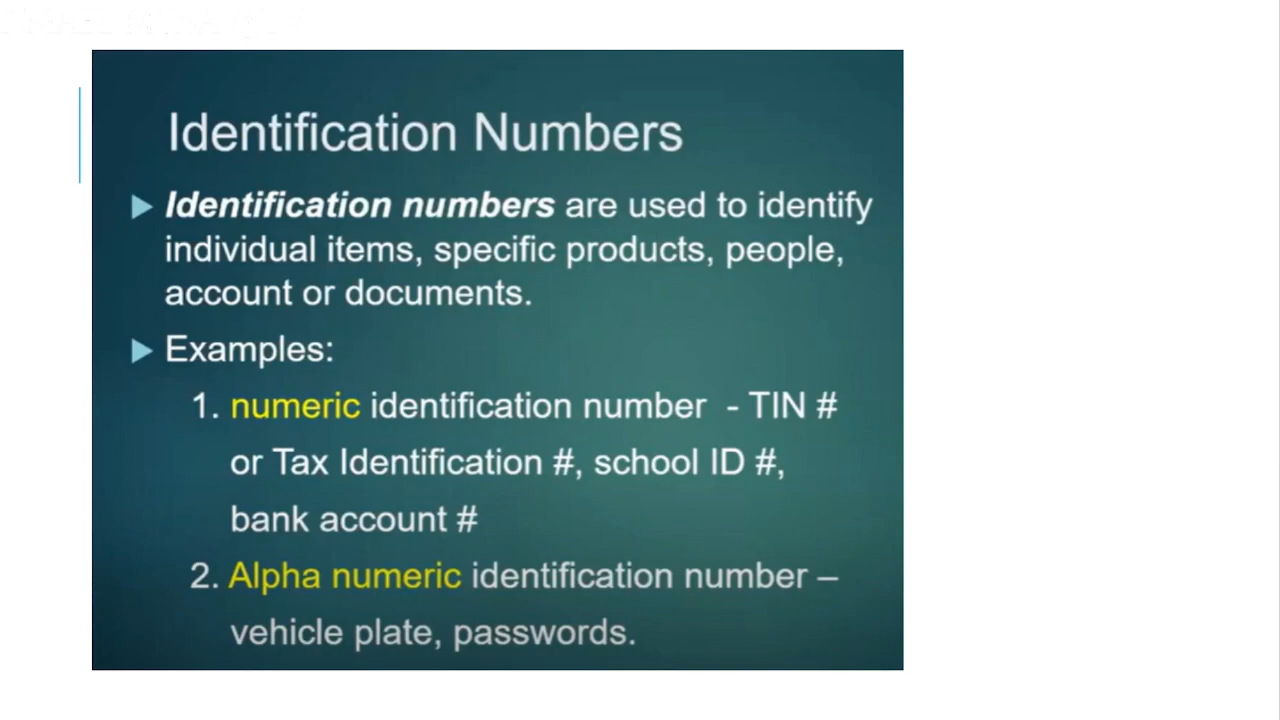 Identification Numbers
Identification numbers are used to identify
individual items, specific products, people,
account or documents.
Examples:
1. numeric identification number - TIN #
or Tax Identification #, school ID #,
bank account #
2. Alpha numeric identification number –
vehicle plate, passwords.